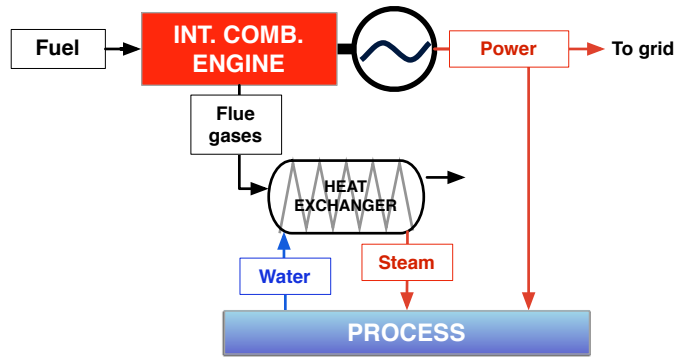 Fuel
INT. COMB.
ENGINE
Power
To grid
Flue
gases
HEAT
EXCHANGER
Water
Steam
PROCESS